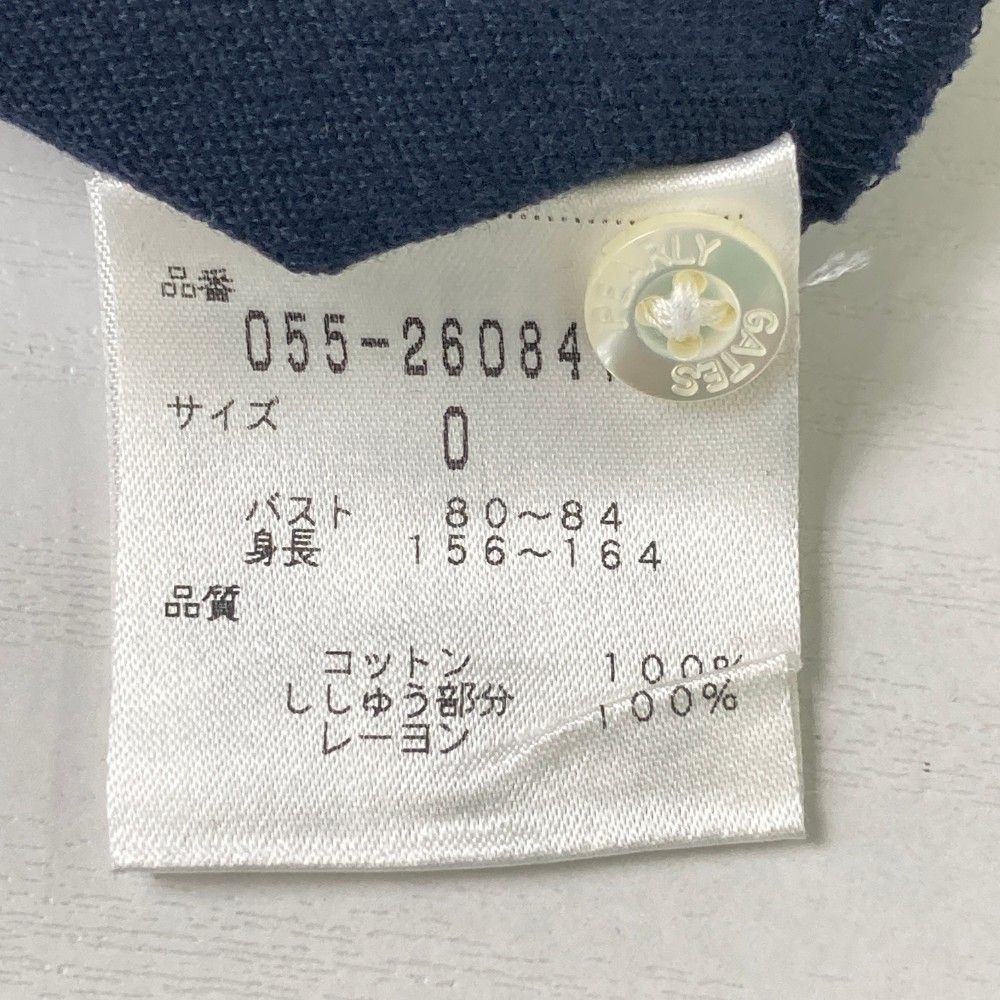 品番
055-26084
PEARLY GATES
サイズ
0
バスト 80〜84
身長 156〜164
品質
コットン 100%
ししゅう部分
レーヨン 100%